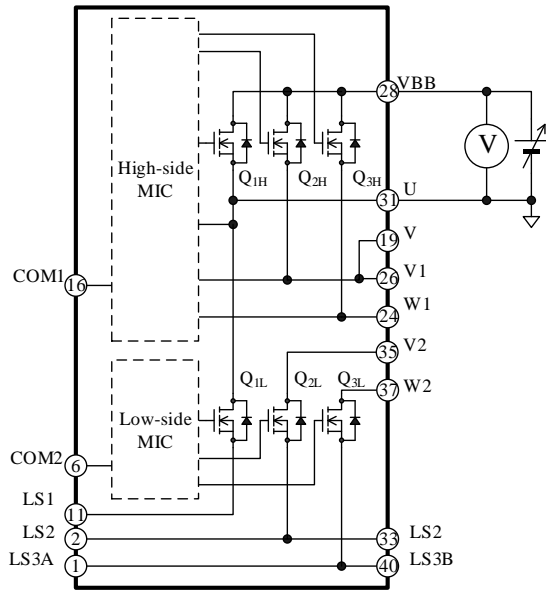 28 VBB
V
High-side
MIC
Q1H
Q2H
Q3H
31 U
19 V
COM1
16
26 V1
24 W1
35 V2
Q1L
Q2L
Q3L
37 W2
Low-side
MIC
COM2
6
LS1
11
LS2
2
33 LS2
LS3A
1
40 LS3B